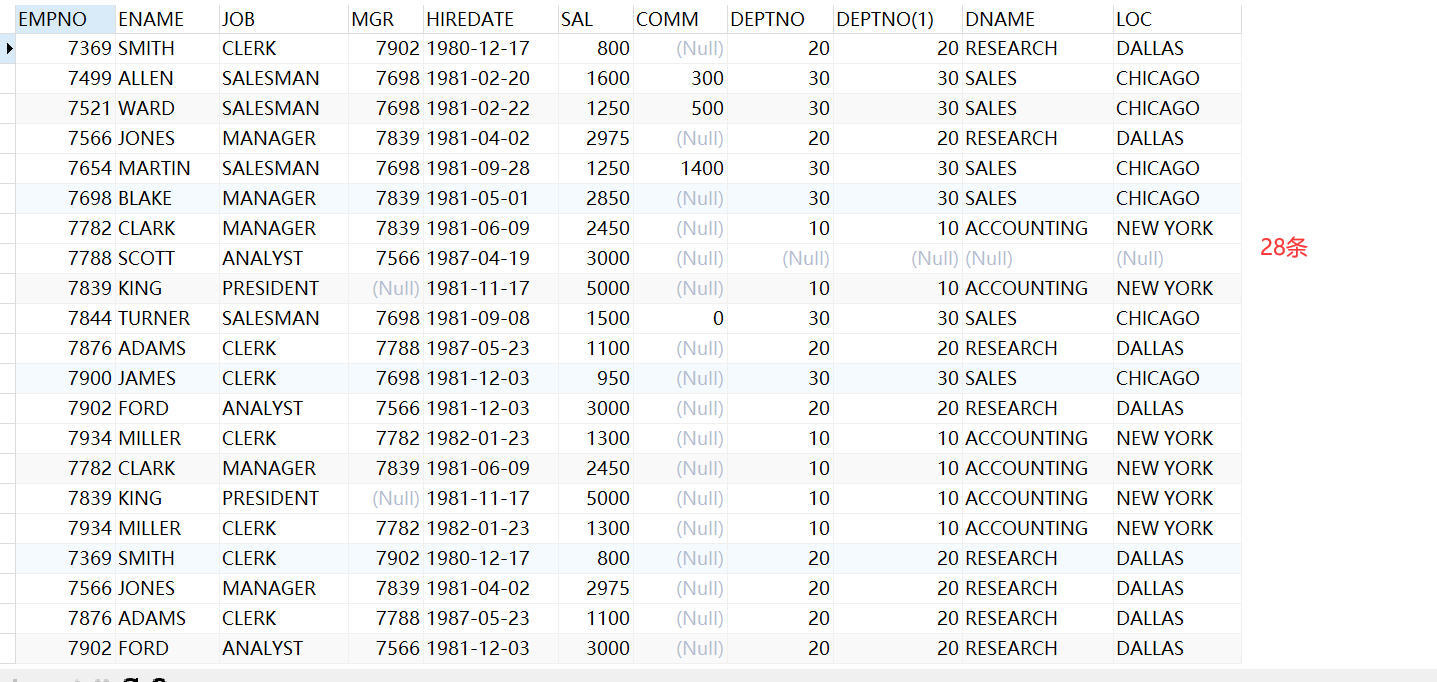 EMPNO ENAME JOB MGR HIREDATE SAL COMM DEPTNO DEPTNO(1) DNAME LOC
7369 SMITH CLERK 7902 1980-12-17 800 (Null) 20 20 RESEARCH DALLAS
7499 ALLEN SALESMAN 7698 1981-02-20 1600 300 30 30 SALES CHICAGO
7521 WARD SALESMAN 7698 1981-02-22 1250 500 30 30 SALES CHICAGO
7566 JONES MANAGER 7839 1981-04-02 2975 (Null) 20 20 RESEARCH DALLAS
7654 MARTIN SALESMAN 7698 1981-09-28 1250 1400 30 30 SALES CHICAGO
7698 BLAKE MANAGER 7839 1981-05-01 2850 (Null) 30 30 SALES CHICAGO
7782 CLARK MANAGER 7839 1981-06-09 2450 (Null) 10 10 ACCOUNTING NEW YORK
28条
7788 SCOTT ANALYST 7566 1987-04-19 3000 (Null) (Null) (Null) (Null) (Null)
7839 KING PRESIDENT (Null) 1981-11-17 5000 (Null) 10 10 ACCOUNTING NEW YORK
7844 TURNER SALESMAN 7698 1981-09-08 1500 0 30 30 SALES CHICAGO
7876 ADAMS CLERK 7788 1987-05-23 1100 (Null) 20 20 RESEARCH DALLAS
7900 JAMES CLERK 7698 1981-12-03 950 (Null) 30 30 SALES CHICAGO
7902 FORD ANALYST 7566 1981-12-03 3000 (Null) 20 20 RESEARCH DALLAS
7934 MILLER CLERK 7782 1982-01-23 1300 (Null) 10 10 ACCOUNTING NEW YORK
7782 CLARK MANAGER 7839 1981-06-09 2450 (Null) 10 10 ACCOUNTING NEW YORK
7839 KING PRESIDENT (Null) 1981-11-17 5000 (Null) 10 10 ACCOUNTING NEW YORK
7934 MILLER CLERK 7782 1982-01-23 1300 (Null) 10 10 ACCOUNTING NEW YORK
7369 SMITH CLERK 7902 1980-12-17 800 (Null) 20 20 RESEARCH DALLAS
7566 JONES MANAGER 7839 1981-04-02 2975 (Null) 20 20 RESEARCH DALLAS
7876 ADAMS CLERK 7788 1987-05-23 1100 (Null) 20 20 RESEARCH DALLAS
7902 FORD ANALYST 7566 1981-12-03 3000 (Null) 20 20 RESEARCH DALLAS